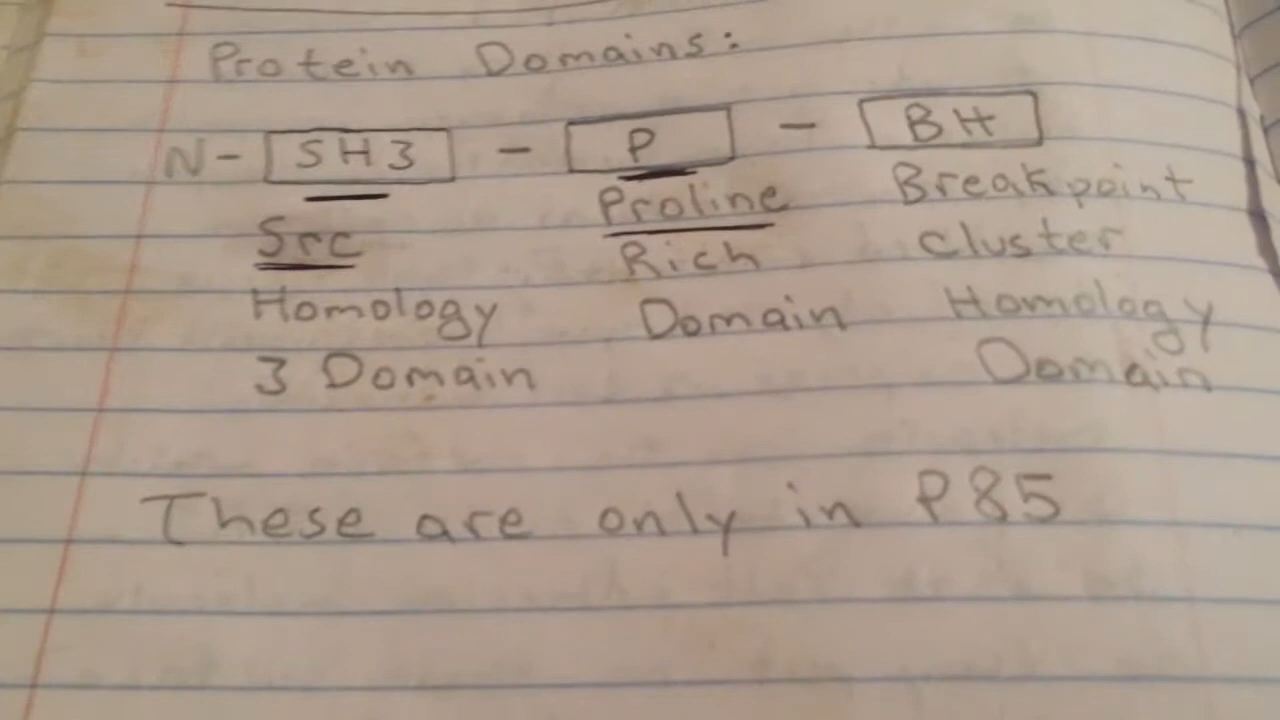 Protein Domains:
N- SH3 - P - BH
Src Proline Breakpoint
Homology Rich cluster
3 Domain Domain Homology
Domain
These are only in P85